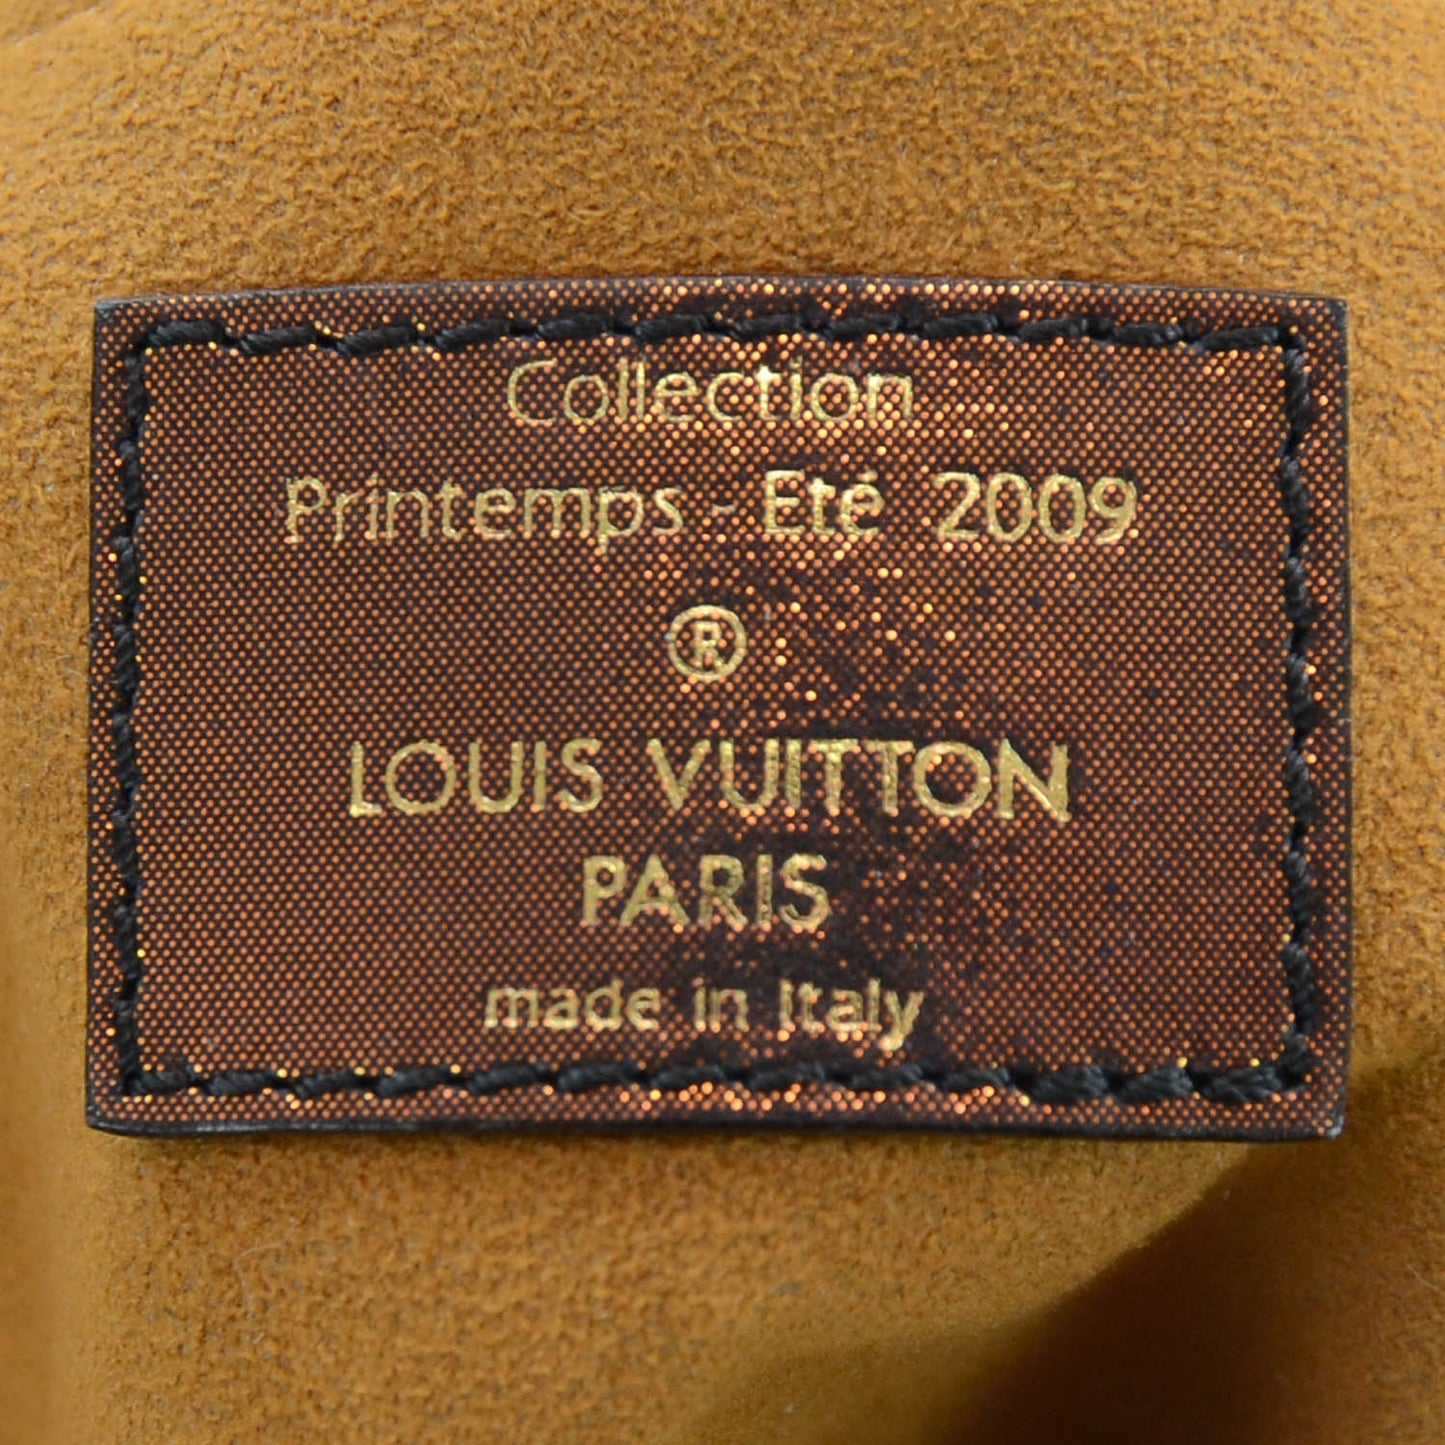 Collection
Printemps - Eté 2009
®
LOUIS VUITTON
PARIS
made in Italy